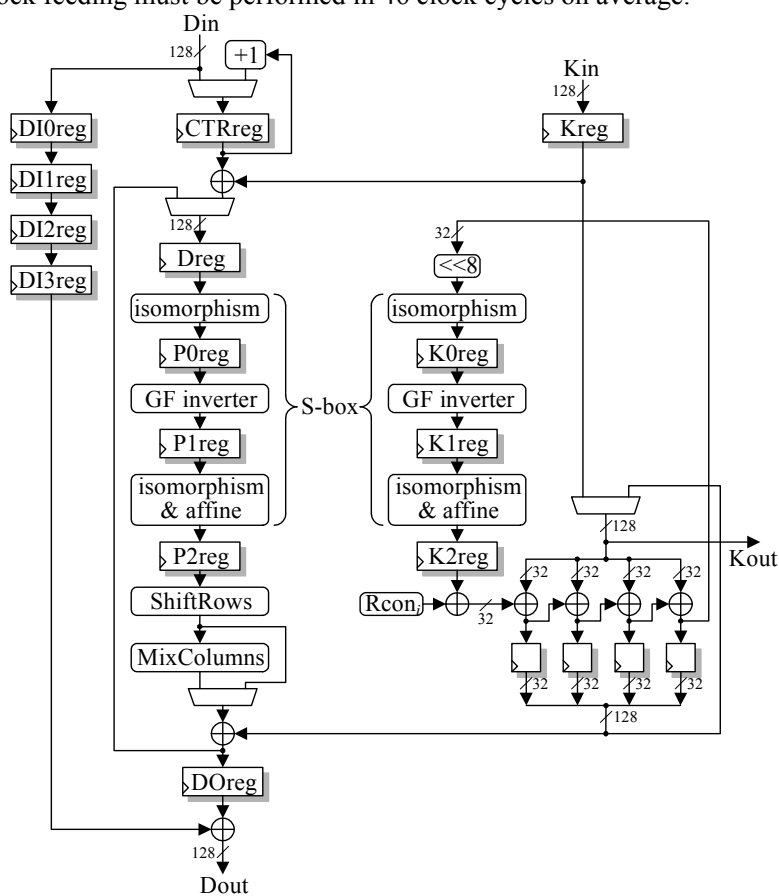 ock feeding must be performed in 40 clock cycles on average.
Din
128
+1
Kin
128
DI0reg
CTRreg
Kreg
DI1reg
DI2reg
128
32
Dreg
<<8
DI3reg
isomorphism
isomorphism
P0reg
K0reg
GF inverter
S-box
GF inverter
P1reg
K1reg
isomorphism
& affine
isomorphism
& affine
128
P2reg
K2reg
Kout
32
32
32
32
ShiftRows
Rconi
32
MixColumns
32
32
32
32
128
DOreg
128
Dout